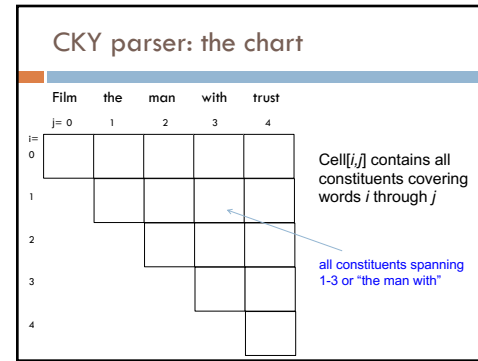 CKY parser: the chart
Film the man with trust
j= 0 1 2 3 4
i=
0
1
2
3
4
Cell[i,j] contains all
constituents covering
words i through j
all constituents spanning
1-3 or “the man with”